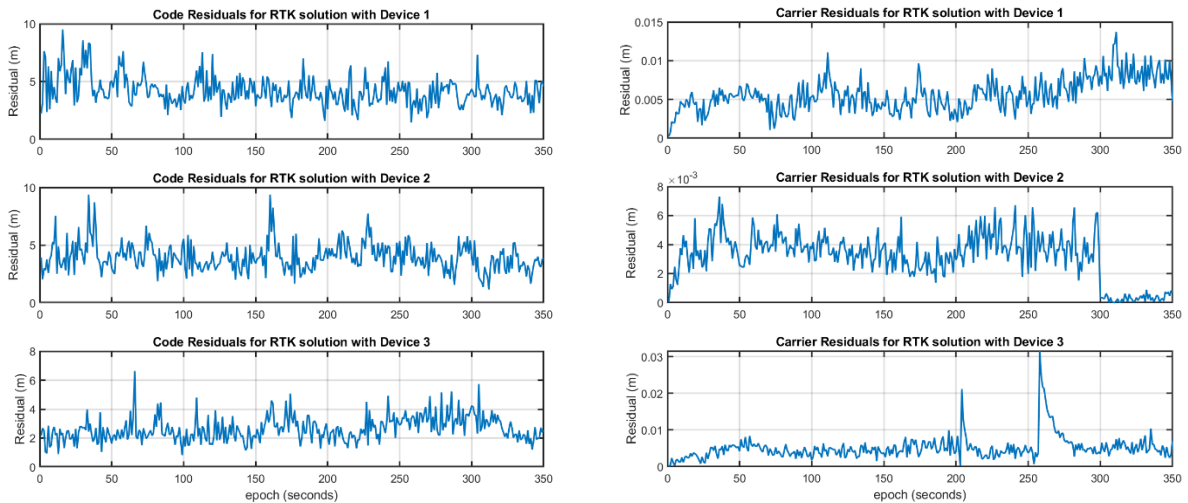 Code Residuals for RTK solution with Device 1
Residual (m)
10
5
0
0 50 100 150 200 250 300 350
Code Residuals for RTK solution with Device 2
Residual (m)
10
5
0
0 50 100 150 200 250 300 350
Code Residuals for RTK solution with Device 3
Residual (m)
8
6
4
2
0
0 50 100 150 200 250 300 350
epoch (seconds)
Carrier Residuals for RTK solution with Device 1
Residual (m)
0.015
0.01
0.005
0
0 50 100 150 200 250 300 350
Carrier Residuals for RTK solution with Device 2
× 10⁻³
Residual (m)
8
6
4
2
0
0 50 100 150 200 250 300 350
Carrier Residuals for RTK solution with Device 3
Residual (m)
0.03
0.02
0.01
0
0 50 100 150 200 250 300 350
epoch (seconds)